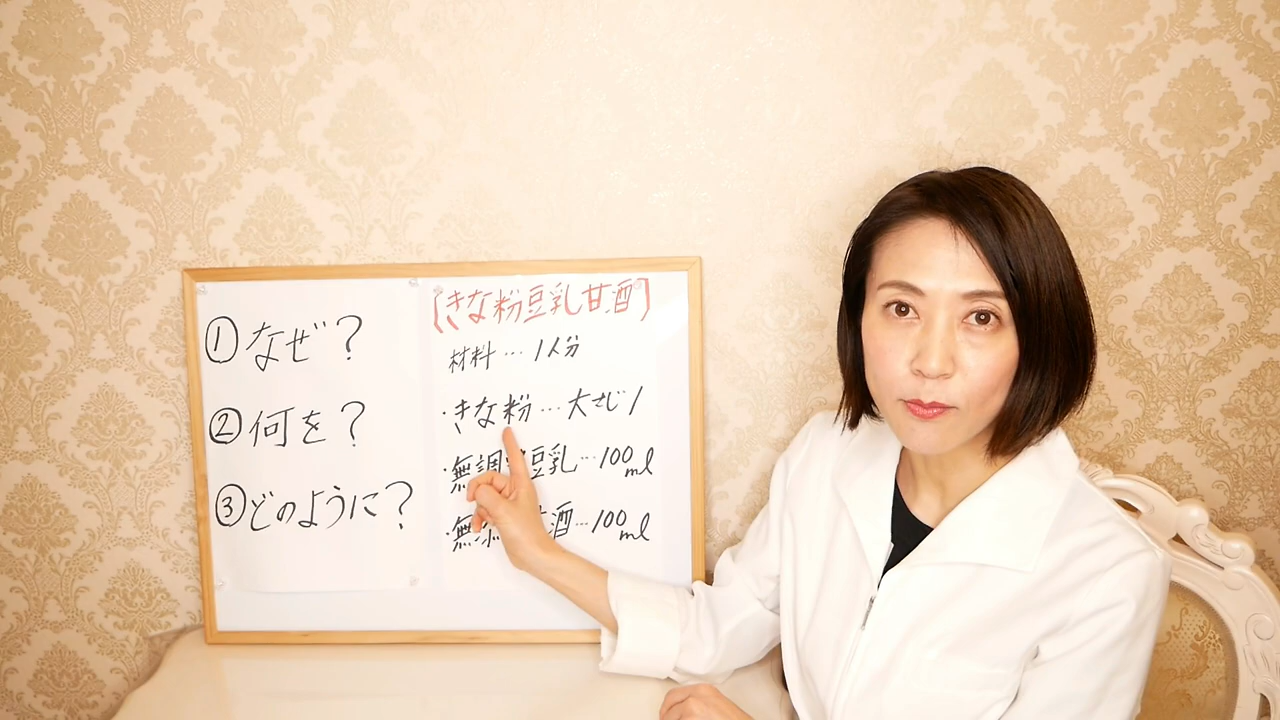 ①なぜ?
②何を?
③どのように?
[きな粉豆乳甘酒]
材料…1人分
・きな粉…大さじ1
・無調 豆乳…100ml
・無 酒…100ml